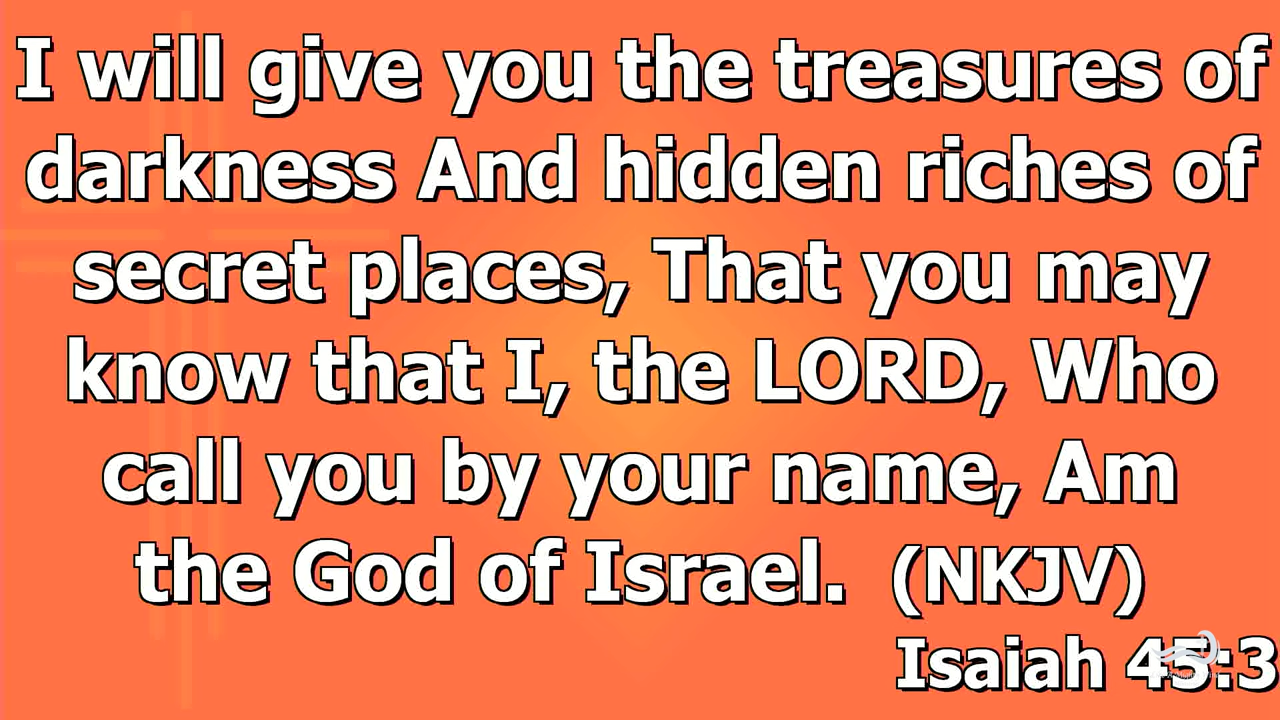 I will give you the treasures of
darkness And hidden riches of
secret places, That you may
know that I, the LORD, Who
call you by your name, Am
the God of Israel. (NKJV)
Isaiah 45:3